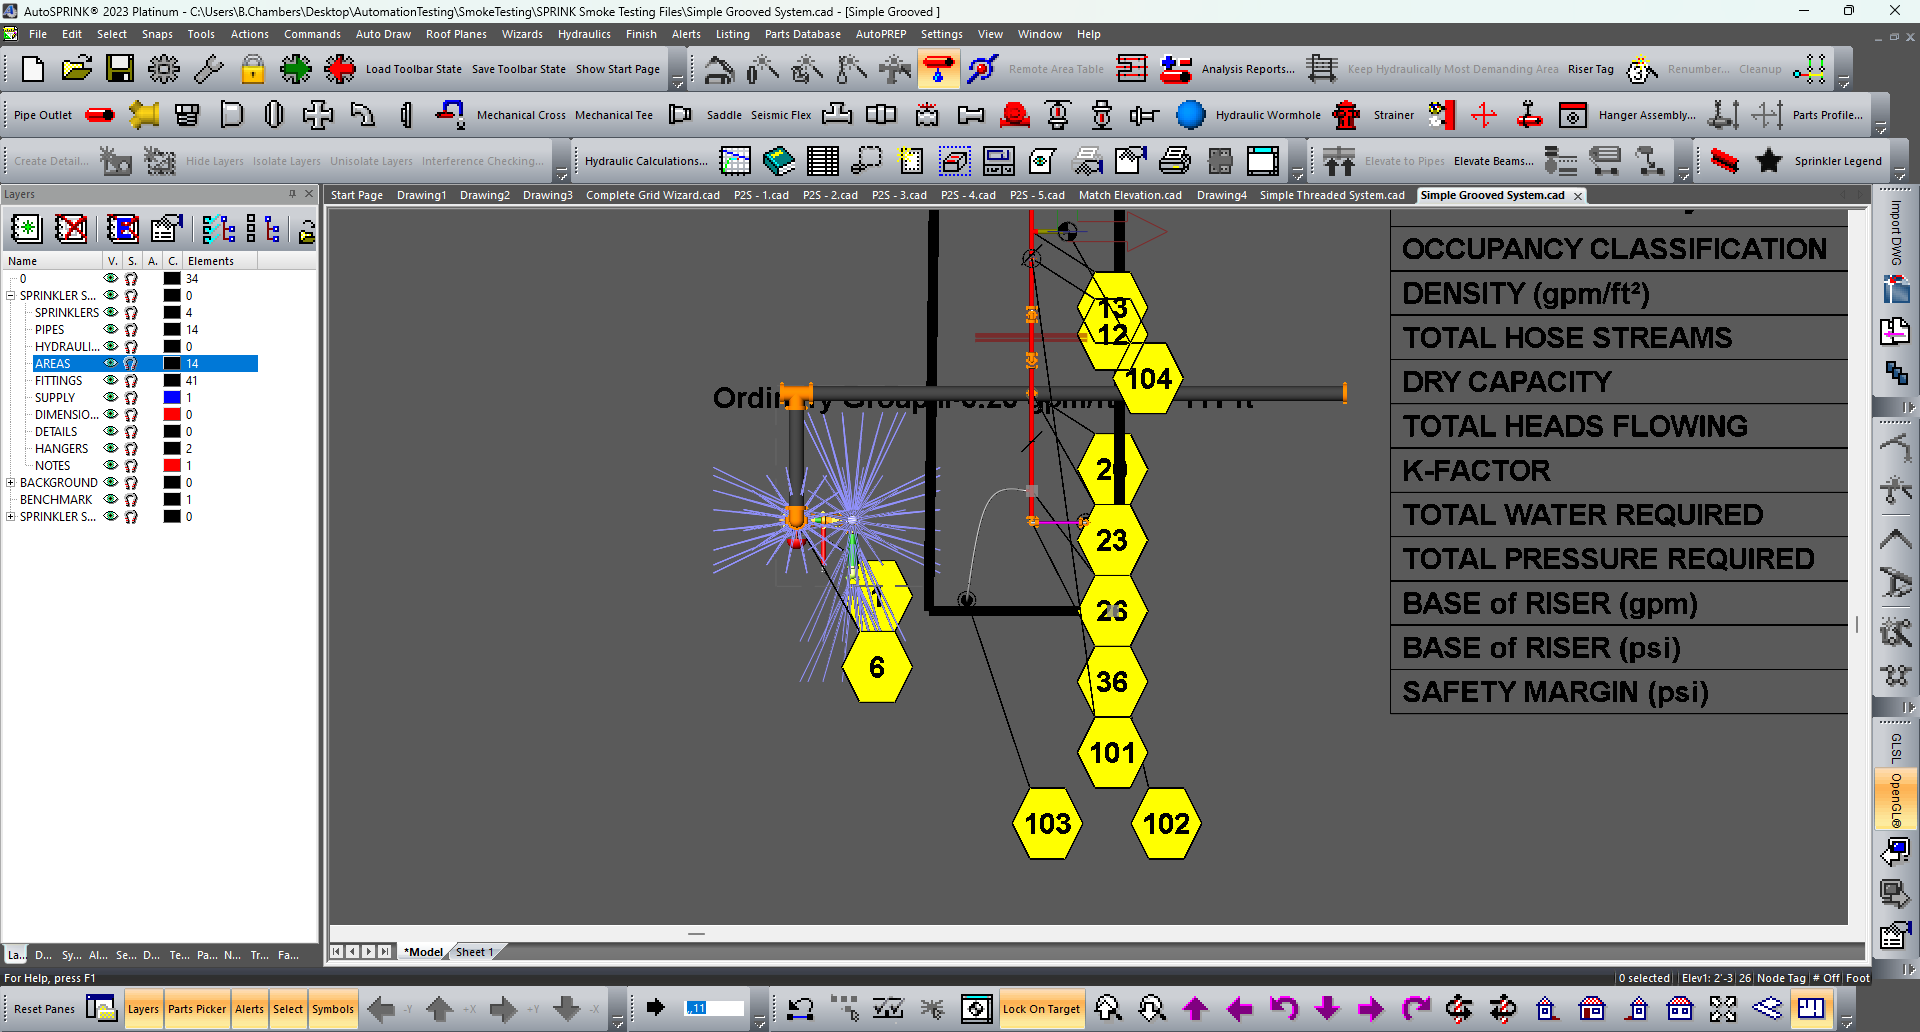 AutoSPRINK® 2023 Platinum - C:\Users\B.Chambers\Desktop\AutomationTesting\SmokeTesting\SPRINK Smoke Testing Files\Simple Grooved System.cad - [Simple Grooved ]
File Edit Select Snaps Tools Actions Commands Auto Draw Roof Planes Wizards Hydraulics Finish Alerts Listing Parts Database AutoPREP Settings View Window Help
Load Toolbar State Save Toolbar State Show Start Page Remote Area Table Analysis Reports... Keep Hydraulically Most Demanding Area Riser Tag Renumber... Cleanup
Pipe Outlet Mechanical Cross Mechanical Tee Saddle Seismic Flex Hydraulic Wormhole Strainer Hanger Assembly... Parts Profile...
Create Detail... Hide Layers Isolate Layers Unisolate Layers Interference Checking... Hydraulic Calculations... Elevate to Pipes Elevate Beams... Sprinkler Legend
Layers
Start Page Drawing1 Drawing2 Drawing3 Complete Grid Wizard.cad P2S - 1.cad P2S - 2.cad P2S - 3.cad P2S - 4.cad P2S - 5.cad Match Elevation.cad Drawing4 Simple Threaded System.cad Simple Grooved System.cad
Name V. S. A. C. Elements
0 34
SPRINKLER S... 0
SPRINKLERS 4
PIPES 14
HYDRAULI... 0
AREAS 14
FITTINGS 41
SUPPLY 1
DIMENSIO... 0
DETAILS 0
HANGERS 2
NOTES 1
BACKGROUND 0
BENCHMARK 1
SPRINKLER S... 0
13
12
104
23
26
36
101
103
102
6
OCCUPANCY CLASSIFICATION
DENSITY (gpm/ft²)
TOTAL HOSE STREAMS
DRY CAPACITY
TOTAL HEADS FLOWING
K-FACTOR
TOTAL WATER REQUIRED
TOTAL PRESSURE REQUIRED
BASE of RISER (gpm)
BASE of RISER (psi)
SAFETY MARGIN (psi)
Import DWG
GLSL
OpenGL®
La... D... Sy... Al... Se... D... Te... Pa... N... Tr... Fa...
*Model Sheet 1
For Help, press F1
0 selected Elev1: 2'-3 26 Node Tag # Off Foot
Reset Panes Layers Parts Picker Alerts Select Symbols -Y +X +Y -X Lock On Target